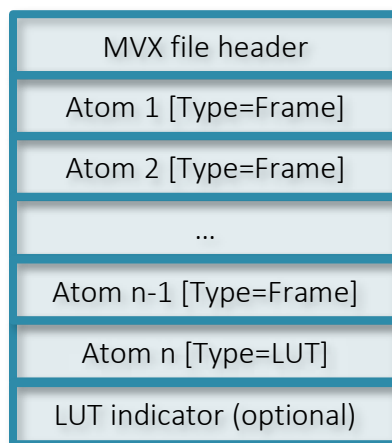 MVX file header
Atom 1 [Type=Frame]
Atom 2 [Type=Frame]
...
Atom n-1 [Type=Frame]
Atom n [Type=LUT]
LUT indicator (optional)